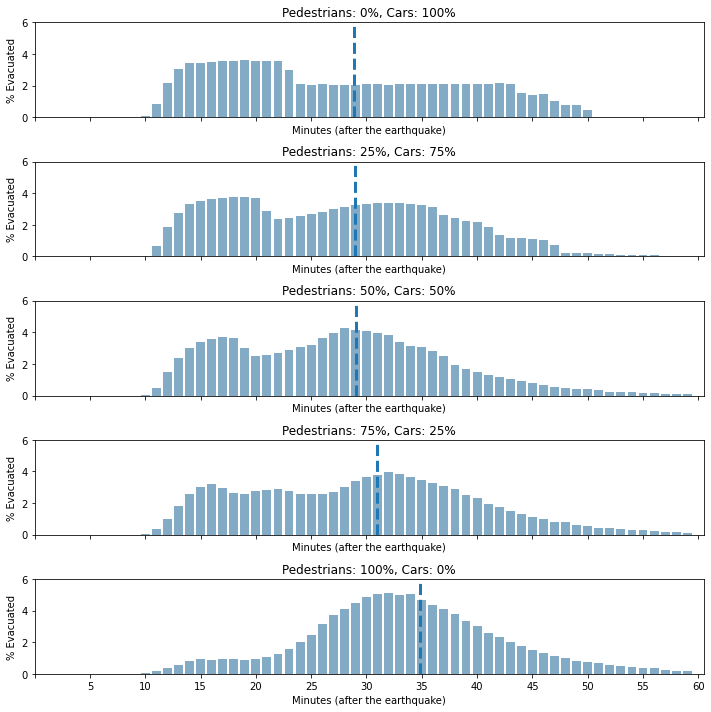 Pedestrians: 0%, Cars: 100%
6
4
2
0
% Evacuated
Minutes (after the earthquake)
Pedestrians: 25%, Cars: 75%
6
4
2
0
% Evacuated
Minutes (after the earthquake)
Pedestrians: 50%, Cars: 50%
6
4
2
0
% Evacuated
Minutes (after the earthquake)
Pedestrians: 75%, Cars: 25%
6
4
2
0
% Evacuated
Minutes (after the earthquake)
Pedestrians: 100%, Cars: 0%
6
4
2
0
% Evacuated
5 10 15 20 25 30 35 40 45 50 55 60
Minutes (after the earthquake)